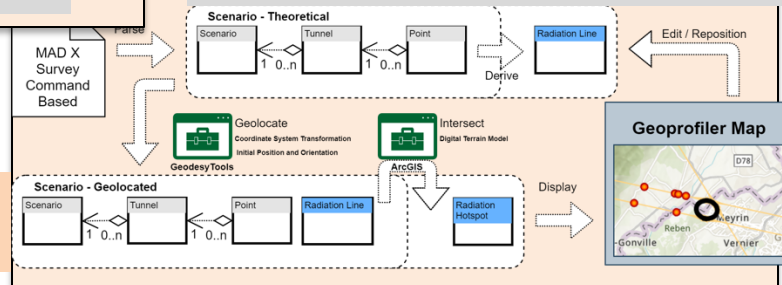 Parse
MAD X
Survey
Command
Based
Scenario - Theoretical
Scenario
Tunnel
Point
1 0..n
1 0..n
Derive
Radiation Line
Edit / Reposition
Geolocate
Coordinate System Transformation
Initial Position and Orientation
GeodesyTools
Intersect
Digital Terrain Model
ArcGIS
Geoprofiler Map
D78
Meyrin
Reben
-Gonville
Vernier
G
Scenario - Geolocated
Scenario
Tunnel
Point
Radiation Line
1 0..n
1 0..n
Radiation
Hotspot
Display